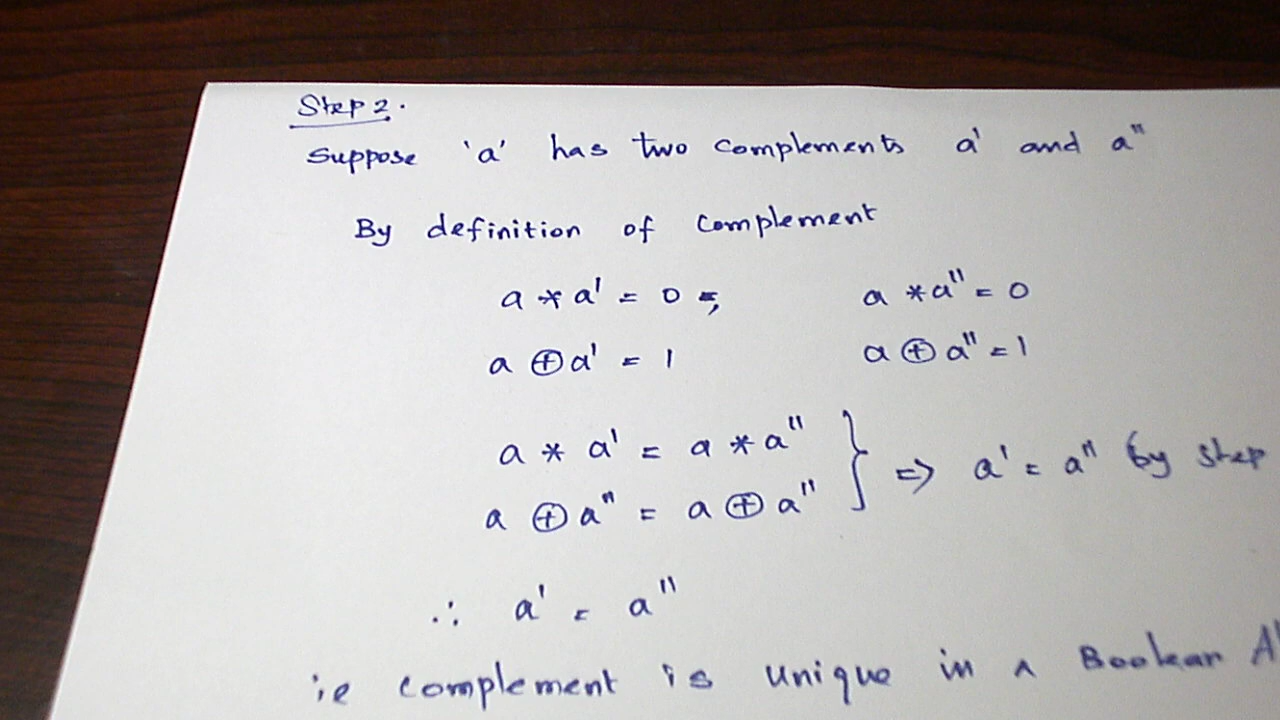 Step 2.
Suppose 'a' has two complements a' and a"
By definition of complement
a * a' = 0 ; a * a" = 0
a ⊕ a' = 1 a ⊕ a" = 1
a * a' = a * a"
a ⊕ a" = a ⊕ a" } => a' = a" by step
∴ a' = a"
ie complement is unique in a Boolean